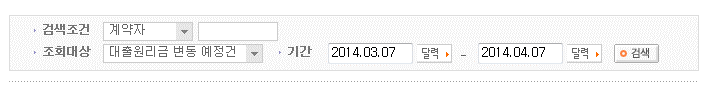 검색조건 계약자
조회대상 대출원리금 변동 예정건 기간 2014.03.07 달력 - 2014.04.07 달력 검색